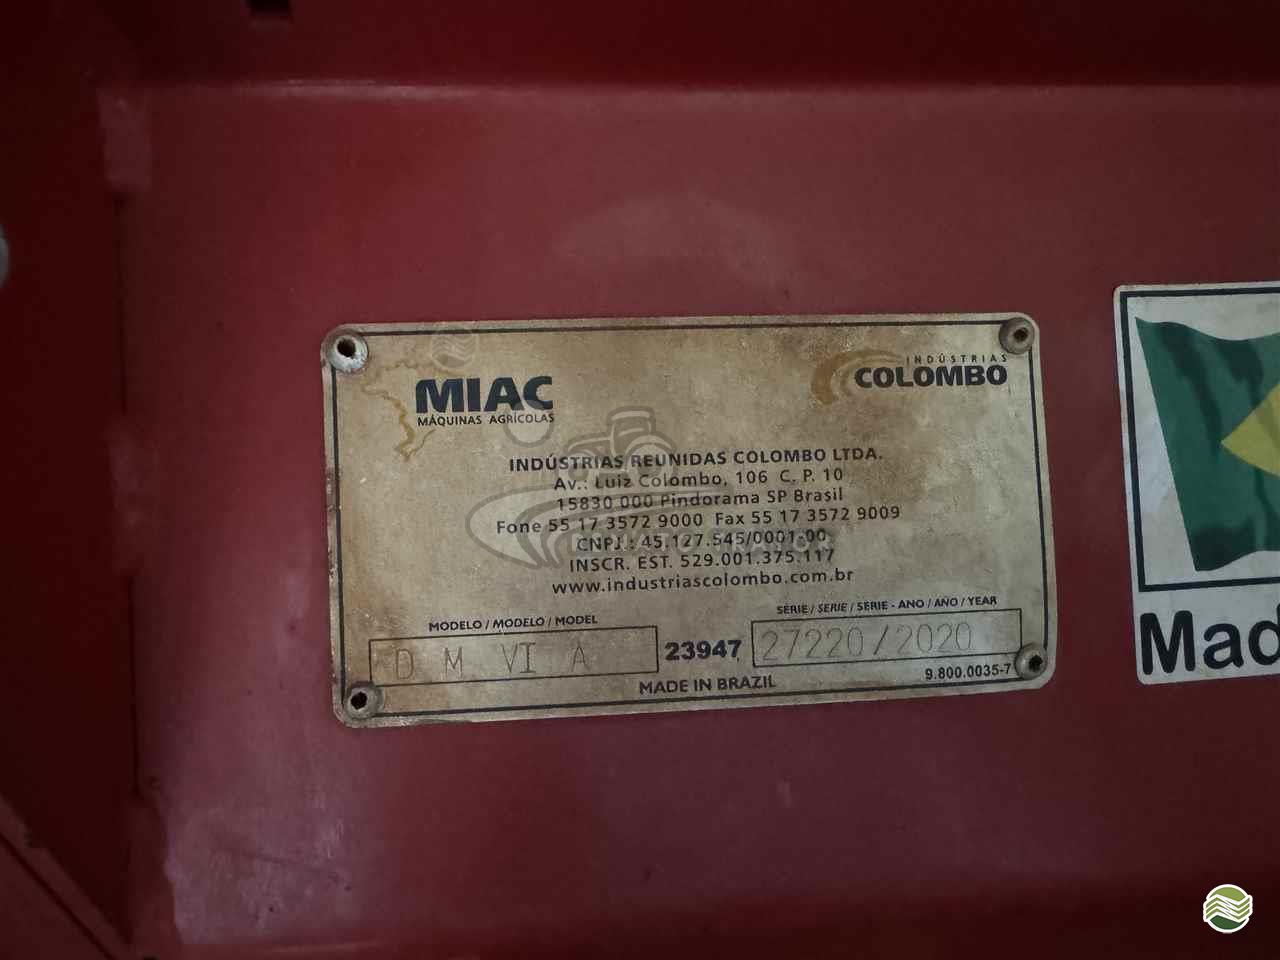 MIAC
MÁQUINAS AGRÍCOLAS
INDÚSTRIAS
COLOMBO
INDÚSTRIAS REUNIDAS COLOMBO LTDA.
Av.: Luiz Colombo, 106 C. P. 10
15830 000 Pindorama SP Brasil
Fone 55 17 3572 9000 Fax 55 17 3572 9009
CNPJ.: 45.127.545/0001-00
INSCR. EST. 529.001.375.117
www.industriascolombo.com.br
MODELO / MODELO / MODEL
SÉRIE / SERIE / SERIE - ANO / AÑO / YEAR
D M VI A
23947
27220/2020
MADE IN BRAZIL
9.800.0035-7
Mad